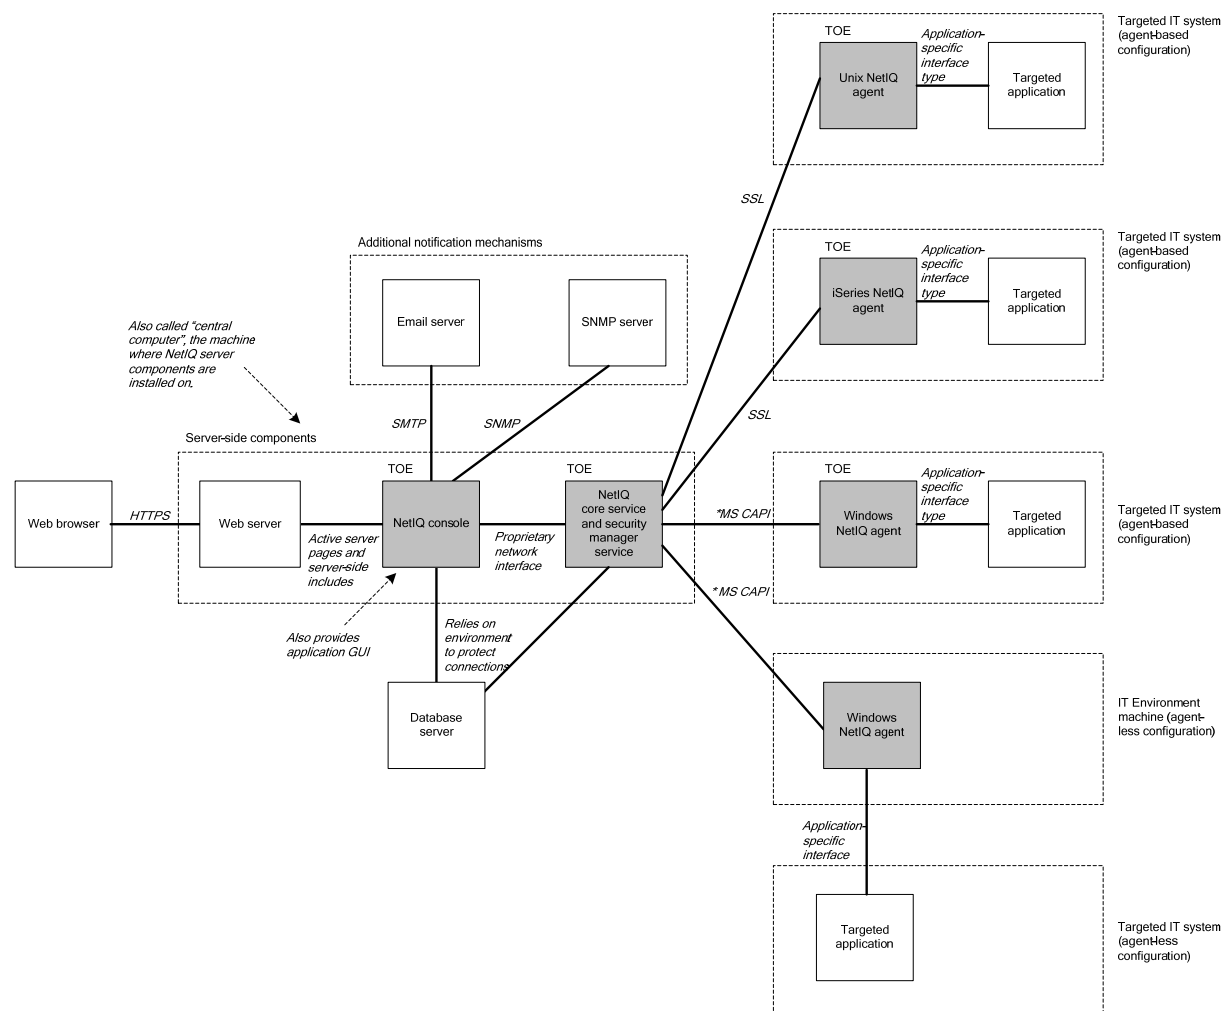 Targeted IT system
(agent-based
configuration)
TOE
Application-
specific
interface
type
Unix NetIQ
agent
Targeted
application
SSL
Targeted IT system
(agent-based
configuration)
TOE
Application-
specific
interface
type
iSeries NetIQ
agent
Targeted
application
SSL
Additional notification mechanisms
Email server
SNMP server
Also called “central
computer”, the machine
where NetIQ server
components are
installed on.
SMTP
SNMP
Server-side components
TOE
TOE
Web browser
HTTPS
Web server
Active server
pages and
server-side
includes
NetIQ console
Proprietary
network
interface
NetIQ
core service
and security
manager
service
*MS CAPI
TOE
Application-
specific
interface
type
Windows
NetIQ agent
Targeted
application
Targeted IT system
(agent-based
configuration)
*MS CAPI
Also provides
application GUI
Relies on
environment
to protect
connections
Database
server
Windows
NetIQ agent
IT Environment
machine (agent-
less configuration)
Application-
specific
interface
Targeted
application
Targeted IT system
(agent-less
configuration)